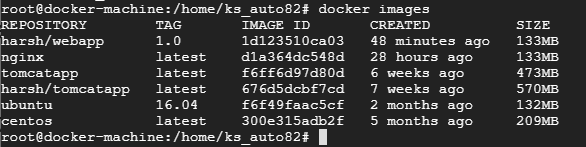 root@docker-machine:/home/ks_auto82# docker images
REPOSITORY TAG IMAGE ID CREATED SIZE
harsh/webapp 1.0 1d123510ca03 48 minutes ago 133MB
nginx latest d1a364dc548d 28 hours ago 133MB
tomcatapp latest f6ff6d97d80d 6 weeks ago 473MB
harsh/tomcatapp latest 676d5dcbf7cd 7 weeks ago 570MB
ubuntu 16.04 f6f49faac5cf 2 months ago 132MB
centos latest 300e315adb2f 5 months ago 209MB
root@docker-machine:/home/ks_auto82#